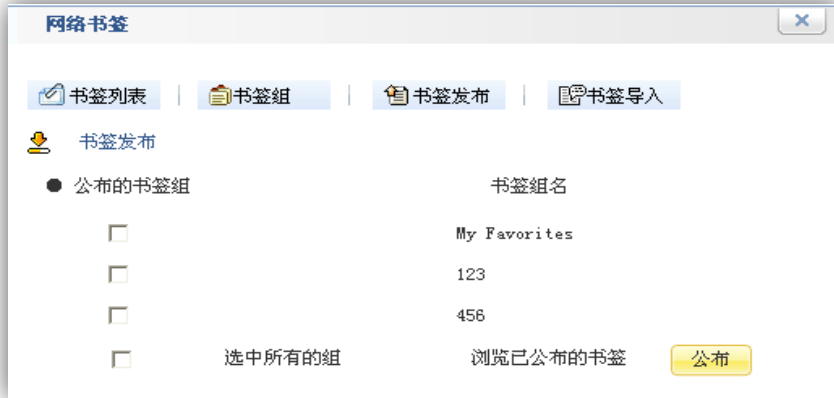 网络书签
书签列表 | 书签组 | 书签发布 | 书签导入
书签发布
公布的书签组 书签组名
My Favorites
123
456
选中所有的组 浏览已公布的书签 公布